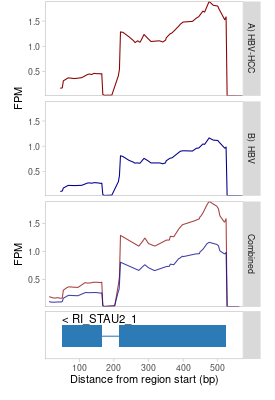 1.5
1.0
0.5
A) HBV-HCC
FPM
1.5
1.0
0.5
B) HBV
1.5
1.0
0.5
FPM
Combined
< RI_STAU2_1
100 200 300 400 500
Distance from region start (bp)